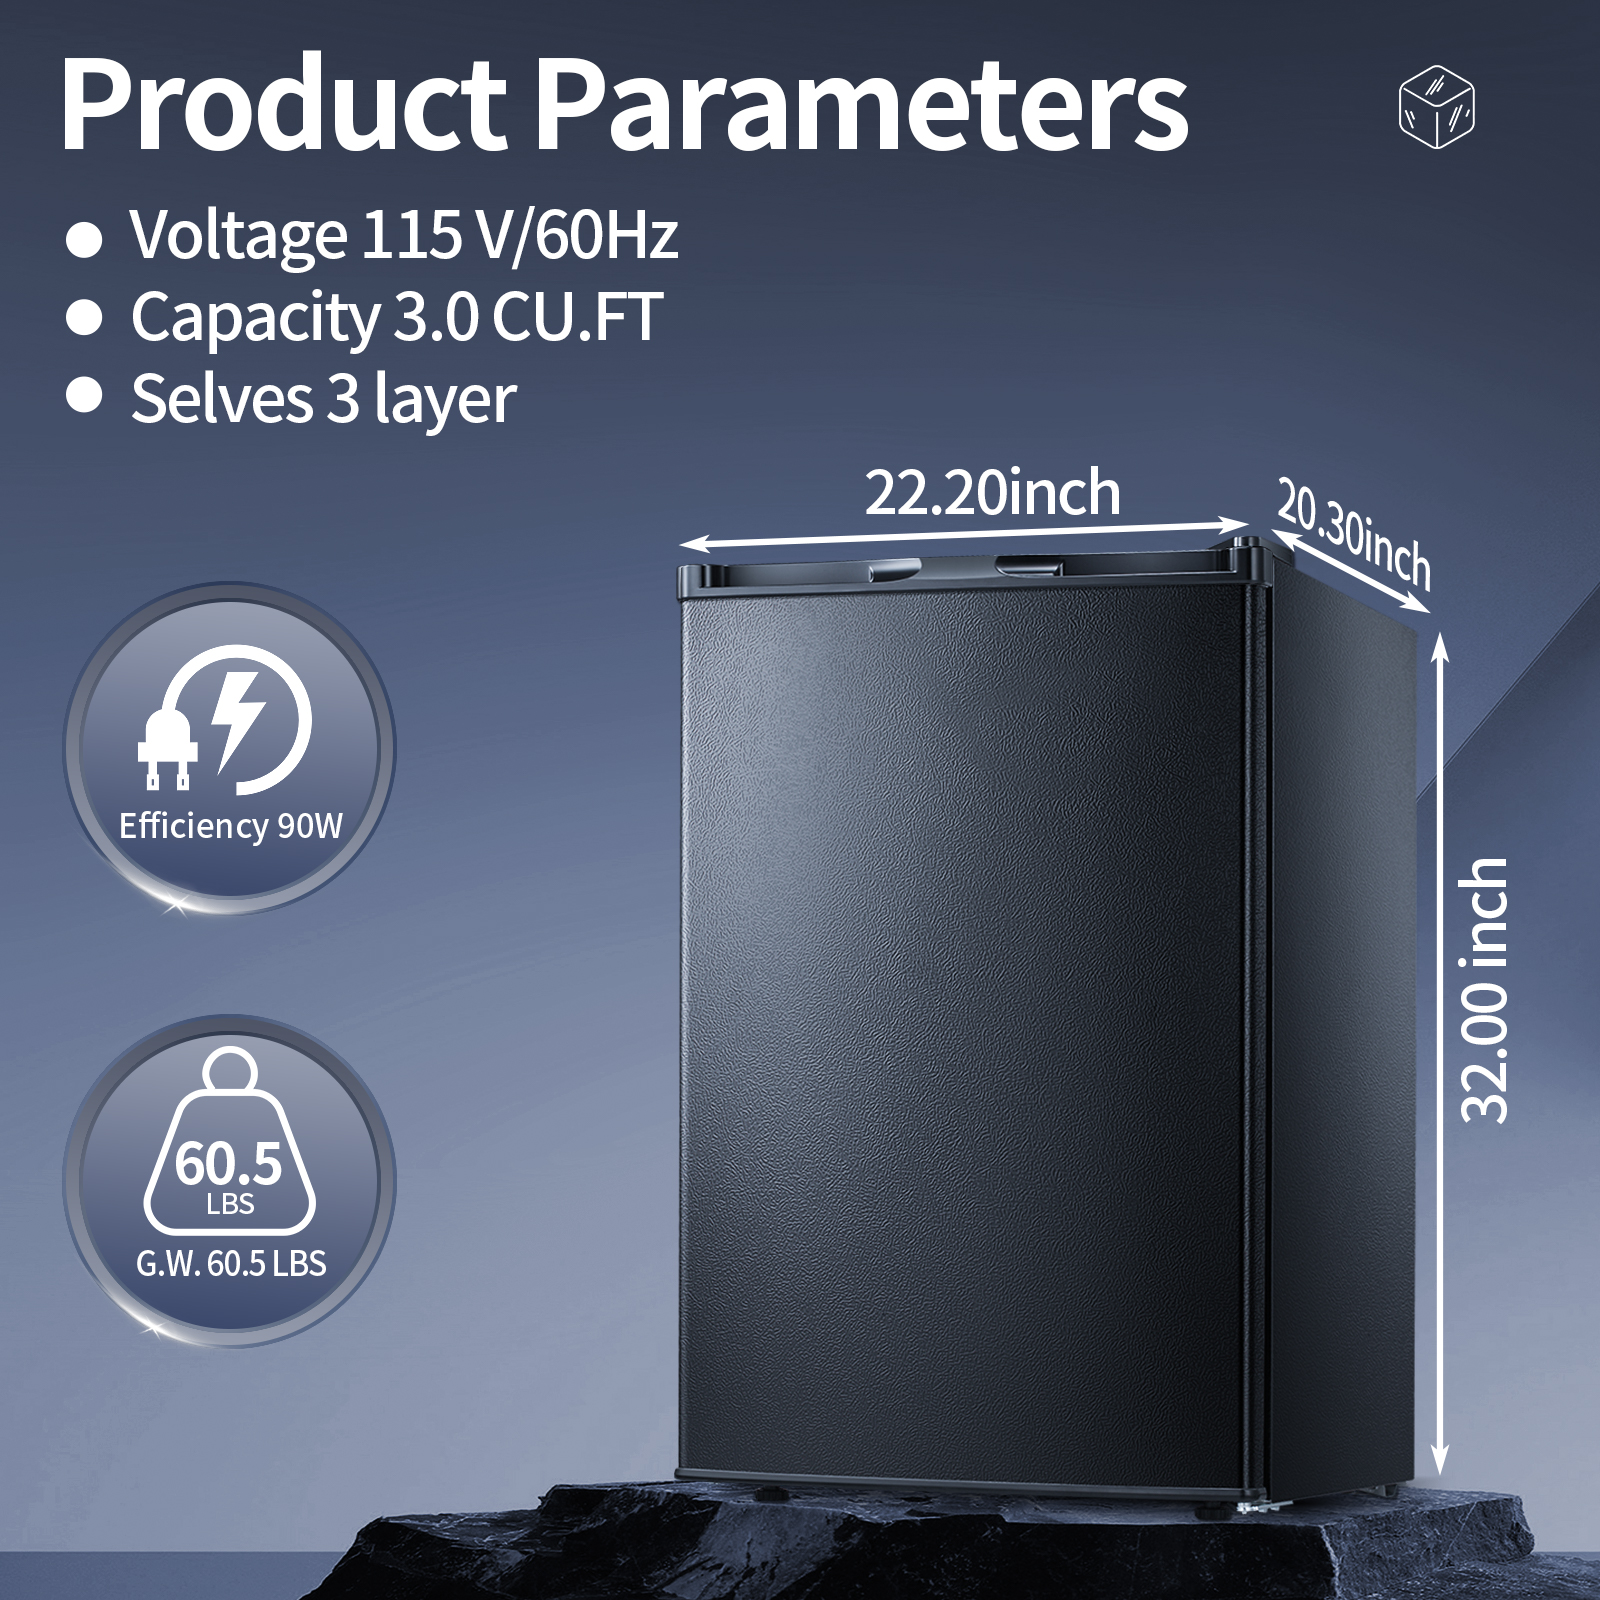 Product Parameters
Voltage 115 V/60Hz
Capacity 3.0 CU.FT
Selves 3 layer
22.20inch
20.30inch
32.00 inch
Efficiency 90W
60.5
LBS
G.W. 60.5 LBS